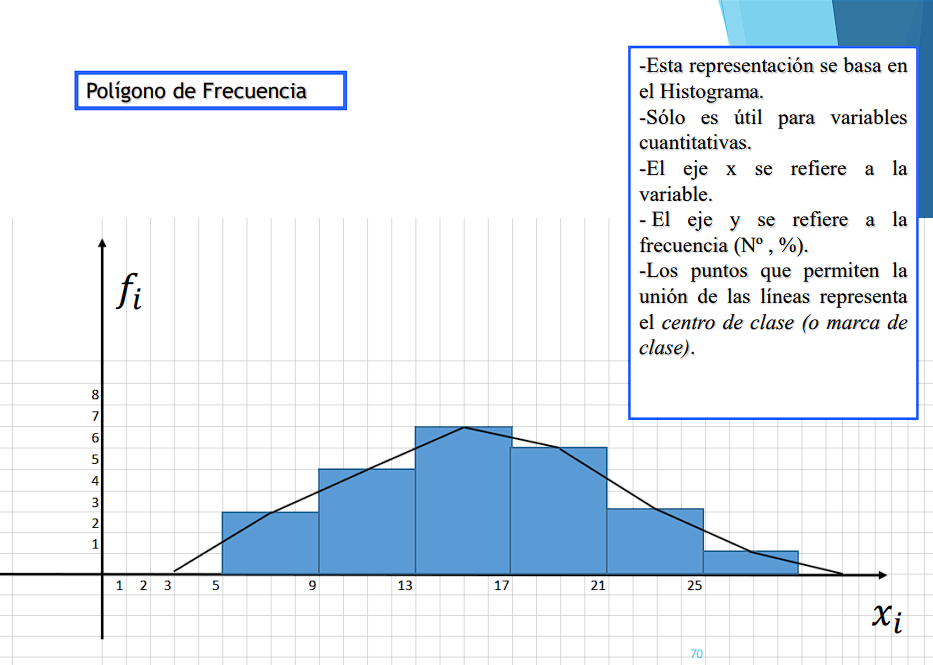 Polígono de Frecuencia
-Esta representación se basa en
el Histograma.
-Sólo es útil para variables
cuantitativas.
-El eje x se refiere a la
variable.
- El eje y se refiere a la
frecuencia (Nº , %).
-Los puntos que permiten la
unión de las líneas representa
el centro de clase (o marca de
clase).
fi
8
7
6
5
4
3
2
1
1 2 3 5 9 13 17 21 25
xi
70